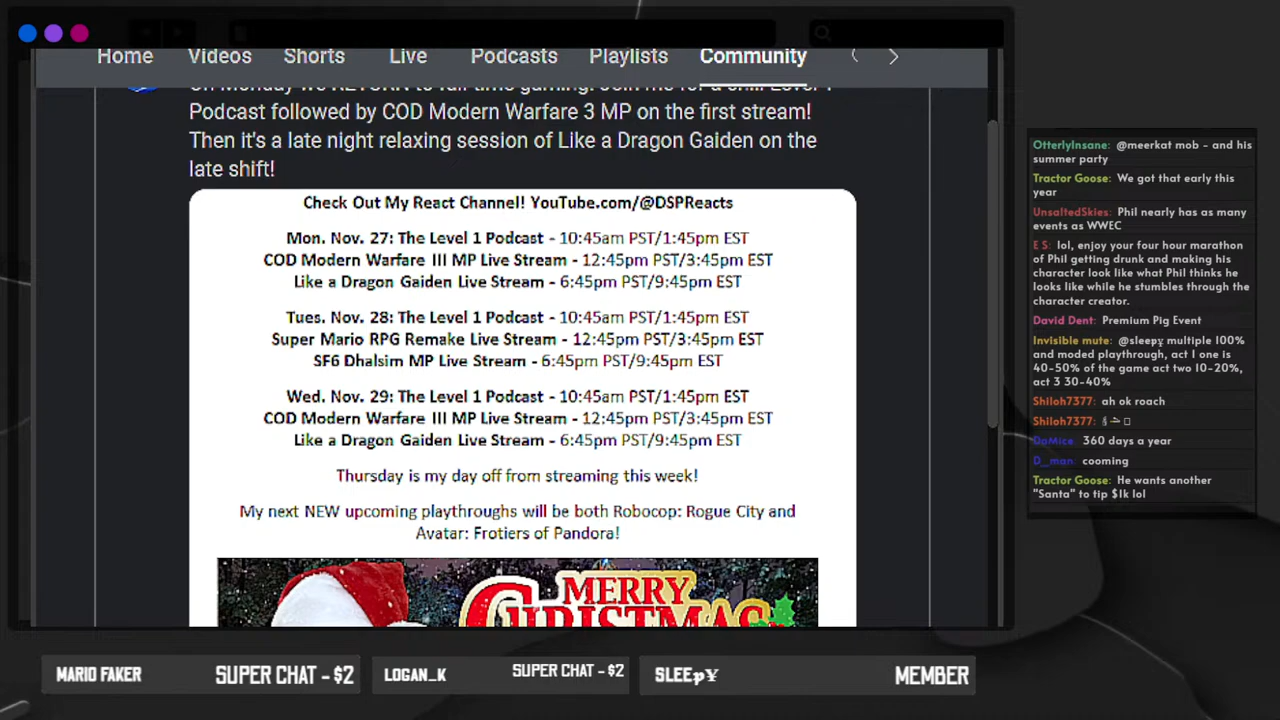 Home Videos Shorts Live Podcasts Playlists Community
Podcast followed by COD Modern Warfare 3 MP on the first stream!
Then it's a late night relaxing session of Like a Dragon Gaiden on the
late shift!
Check Out My React Channel! YouTube.com/@DSPReacts
Mon. Nov. 27: The Level 1 Podcast - 10:45am PST/1:45pm EST
COD Modern Warfare III MP Live Stream - 12:45pm PST/3:45pm EST
Like a Dragon Gaiden Live Stream - 6:45pm PST/9:45pm EST
Tues. Nov. 28: The Level 1 Podcast - 10:45am PST/1:45pm EST
Super Mario RPG Remake Live Stream - 12:45pm PST/3:45pm EST
SF6 Dhalsim MP Live Stream - 6:45pm PST/9:45pm EST
Wed. Nov. 29: The Level 1 Podcast - 10:45am PST/1:45pm EST
COD Modern Warfare III MP Live Stream - 12:45pm PST/3:45pm EST
Like a Dragon Gaiden Live Stream - 6:45pm PST/9:45pm EST
Thursday is my day off from streaming this week!
My next NEW upcoming playthroughs will be both Robocop: Rogue City and
Avatar: Frotiers of Pandora!
MERRY
CHRISTMAS
OtterlyInsane: @meerkat mob - and his
summer party
Tractor Goose: We got that early this
year
UnsaltedSkies: Phil nearly has as many
events as WWEC
E S: lol, enjoy your four hour marathon
of Phil getting drunk and making his
character look like what Phil thinks he
looks like while he stumbles through the
character creator.
David Dent: Premium Pig Event
Invisible mute: @sleepy multiple 100%
and moded playthrough, act 1 one is
40-50% of the game act two 10-20%,
act 3 30-40%
Shiloh7377: ah ok roach
Shiloh7377:
DoMice: 360 days a year
D_man: cooming
Tractor Goose: He wants another
"Santa" to tip $1k lol
MARIO FAKER SUPER CHAT - $2
LOGAN_K SUPER CHAT - $2
SLEEp¥ MEMBER